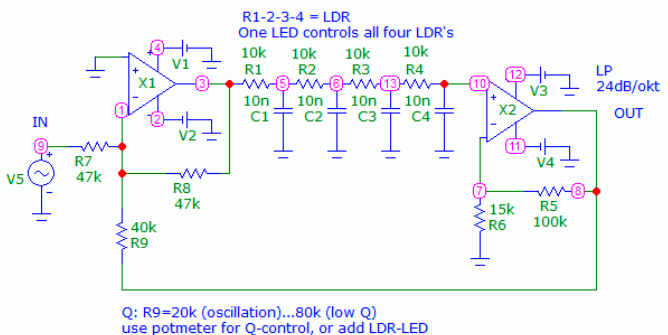 R1-2-3-4 = LDR
One LED controls all four LDR's
4
V1
X1
3
1
2
V2
10k
R1
5
10k
R2
6
10k
R3
13
10k
R4
10n
C1
10n
C2
10n
C3
10n
C4
10
12
V3
X2
11
V4
LP
24dB/okt
OUT
IN
9
V5
R7
47k
R8
47k
40k
R9
7
15k
R6
R5
100k
8
Q: R9=20k (oscillation)...80k (low Q)
use potmeter for Q-control, or add LDR-LED